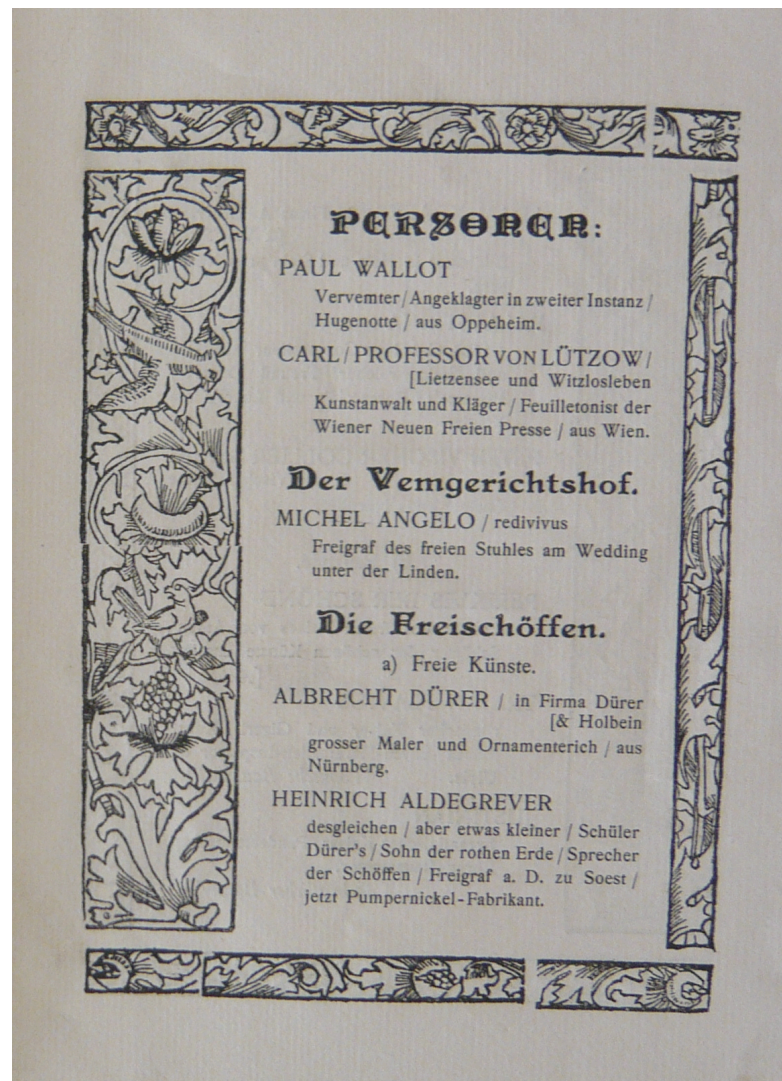 PERSONEN:
PAUL WALLOT
Vervemter / Angeklagter in zweiter Instanz /
Hugenotte / aus Oppeheim.
CARL / PROFESSOR VON LÜTZOW /
[Lietzensee und Witzlosleben
Kunstanwalt und Kläger / Feuilletonist der
Wiener Neuen Freien Presse / aus Wien.
Der Vemgerichtshof.
MICHEL ANGELO / redivivus
Freigraf des freien Stuhles am Wedding
unter der Linden.
Die Freischöffen.
a) Freie Künste.
ALBRECHT DÜRER / in Firma Dürer
[& Holbein
grosser Maler und Ornamenterich / aus
Nürnberg.
HEINRICH ALDEGREVER
desgleichen / aber etwas kleiner / Schüler
Dürer's / Sohn der rothen Erde / Sprecher
der Schöffen / Freigraf a. D. zu Soest /
jetzt Pumpernickel-Fabrikant.